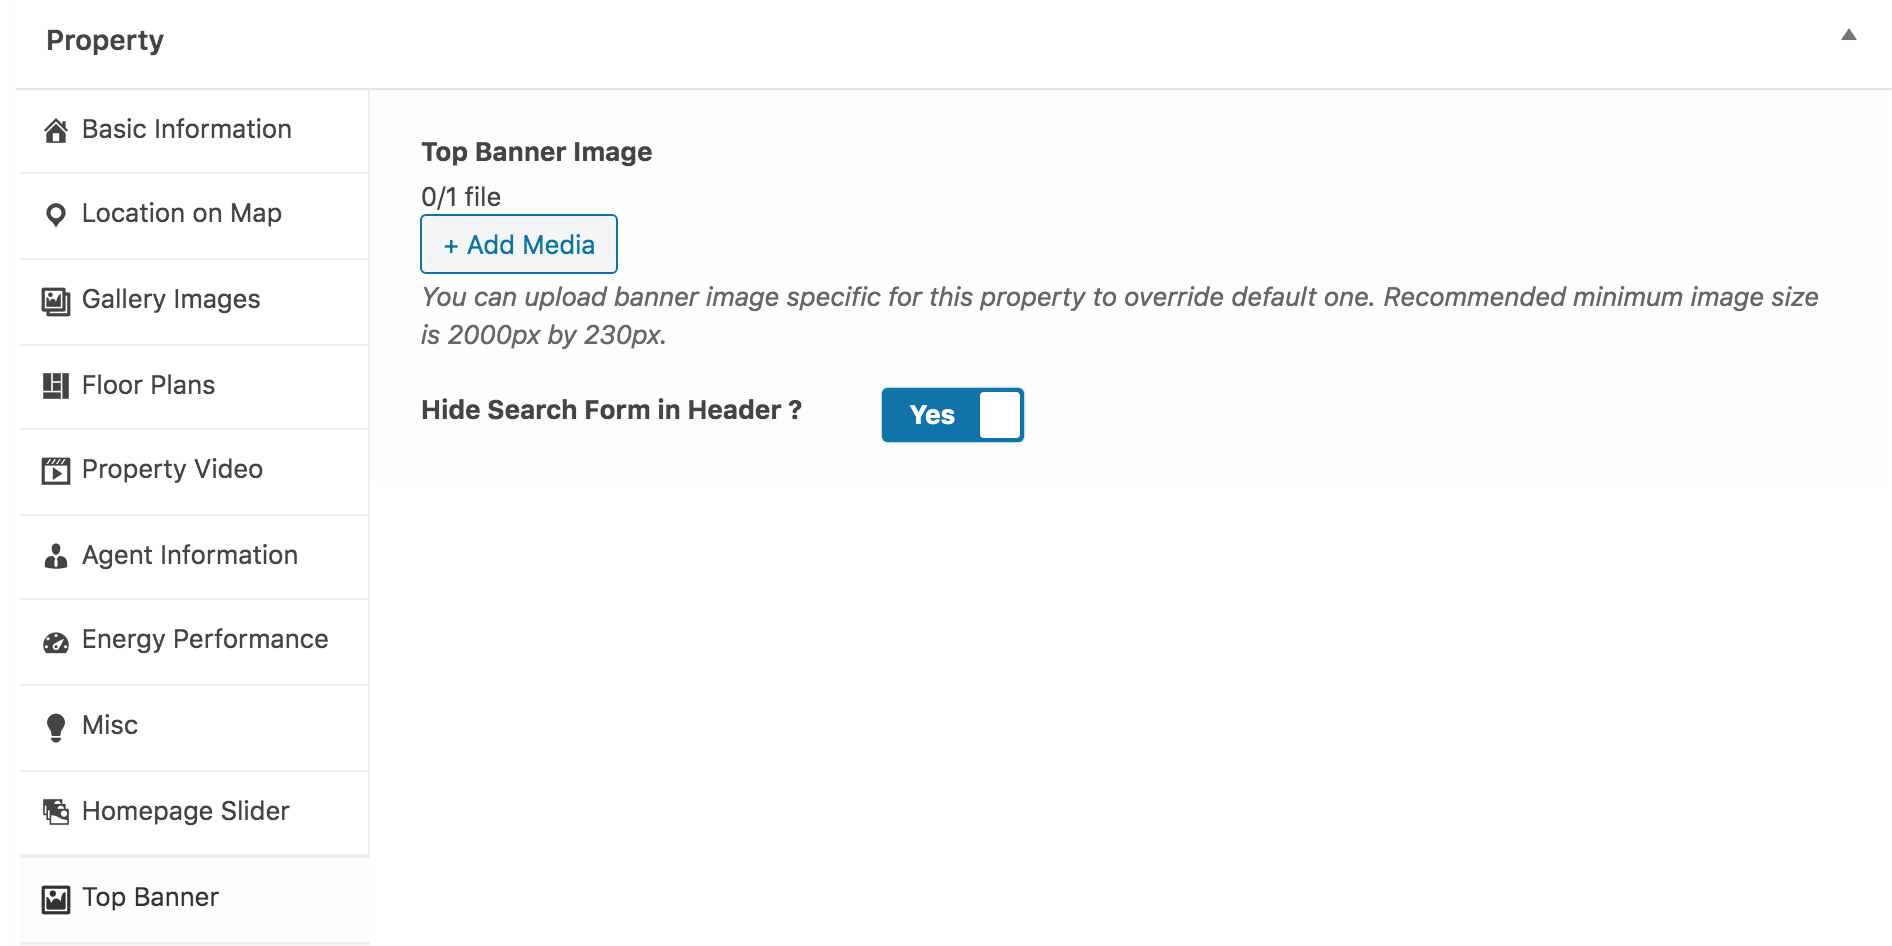 Property
Basic Information
Location on Map
Gallery Images
Floor Plans
Property Video
Agent Information
Energy Performance
Misc
Homepage Slider
Top Banner
Top Banner Image
0/1 file
+ Add Media
You can upload banner image specific for this property to override default one. Recommended minimum image size
is 2000px by 230px.
Hide Search Form in Header ?
Yes